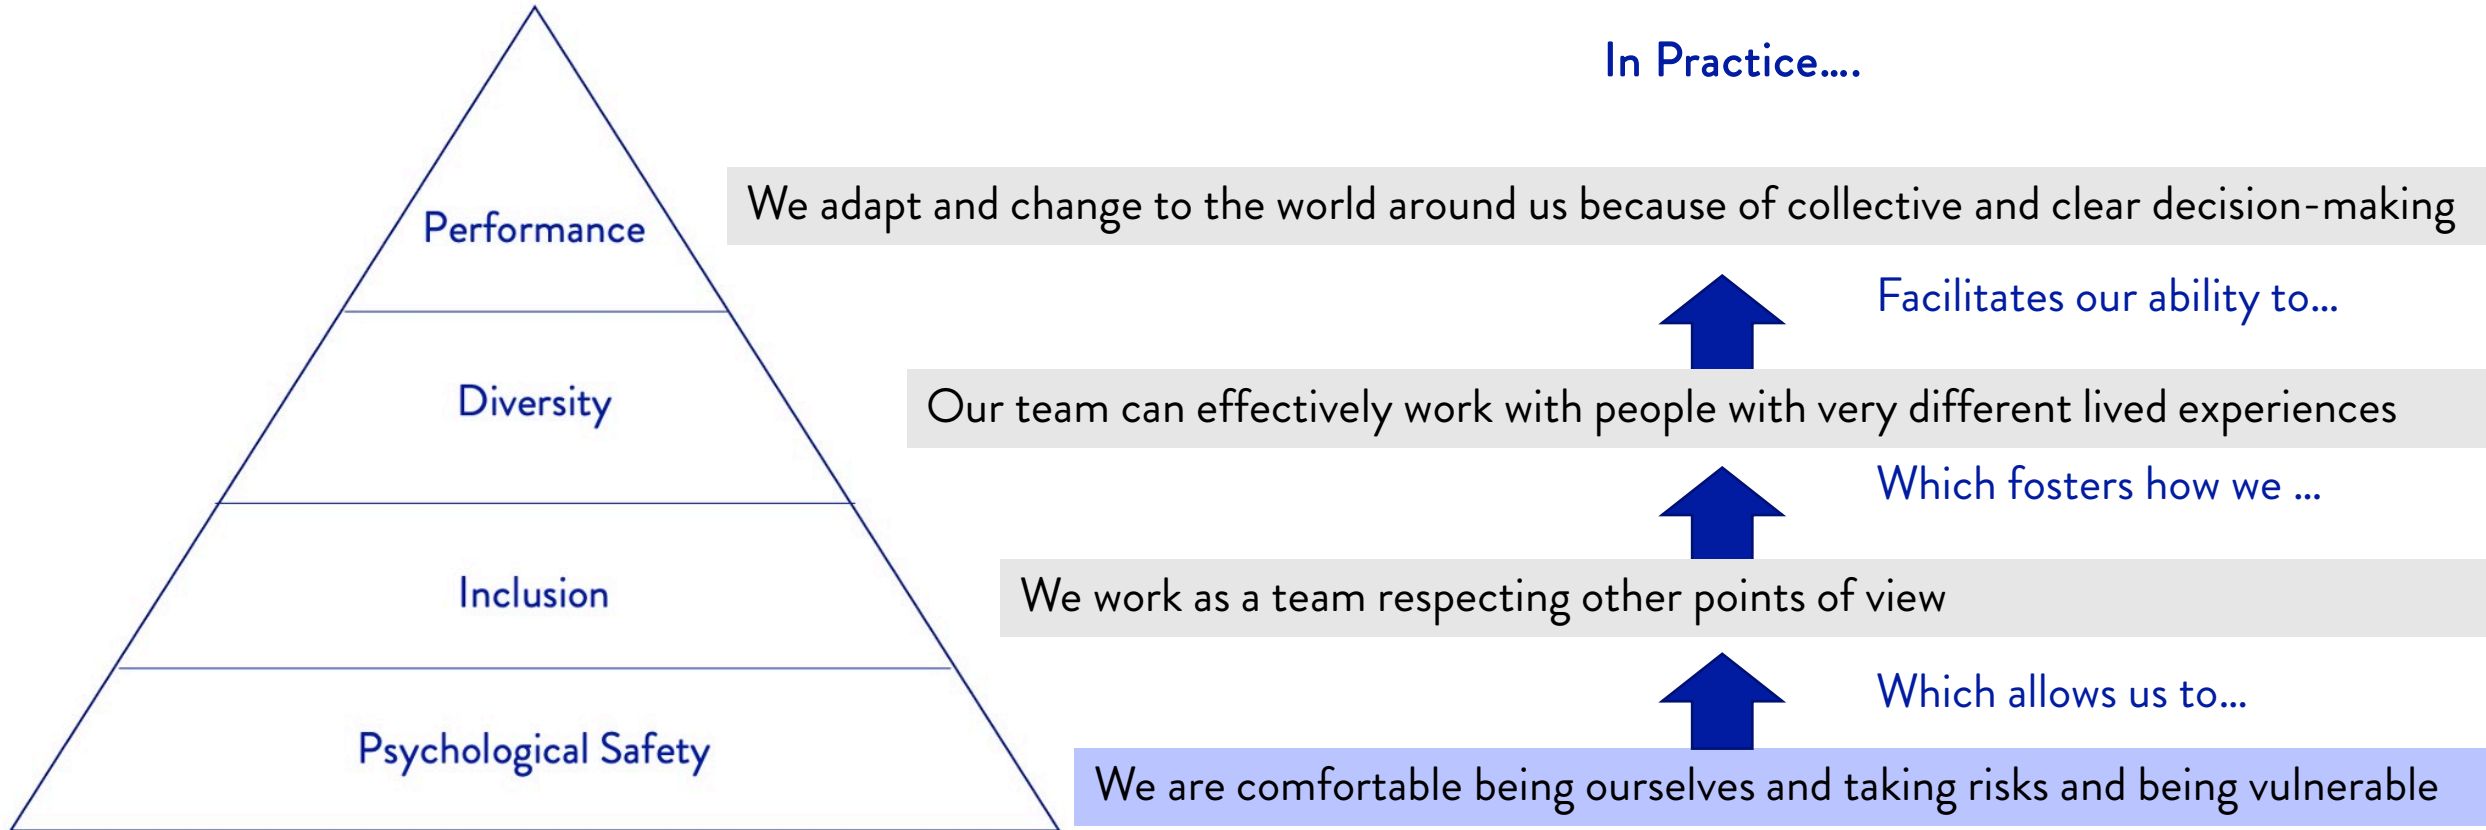 In Practice....
Performance
We adapt and change to the world around us because of collective and clear decision-making
Facilitates our ability to...
Diversity
Our team can effectively work with people with very different lived experiences
Which fosters how we ...
Inclusion
We work as a team respecting other points of view
Which allows us to...
Psychological Safety
We are comfortable being ourselves and taking risks and being vulnerable